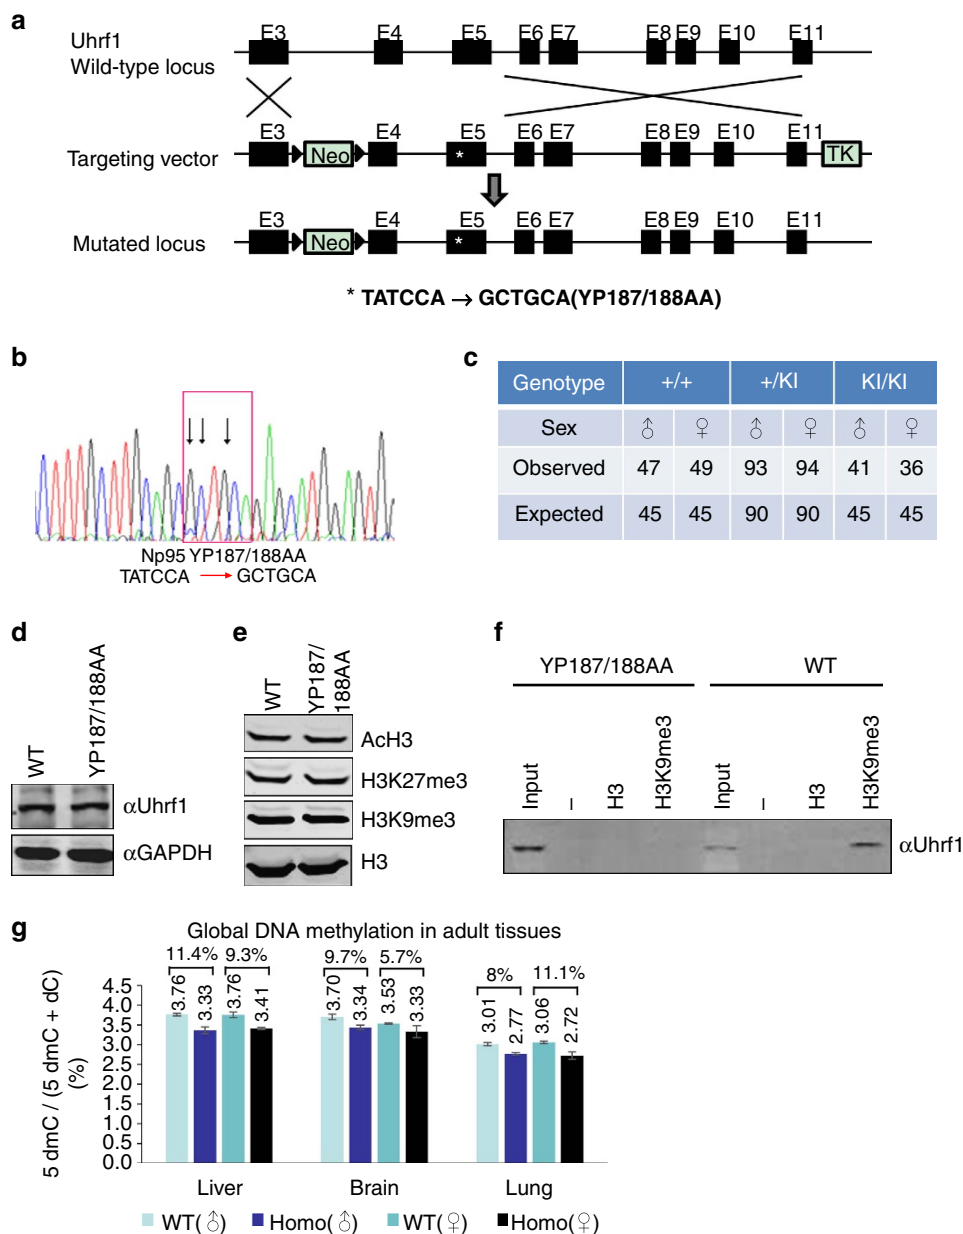 a
Uhrf1
Wild-type locus
E3 E4 E5 E6 E7 E8 E9 E10 E11
Targeting vector
E3 Neo E4 E5 E6 E7 E8 E9 E10 E11 TK
*
Mutated locus
E3 Neo E4 E5 E6 E7 E8 E9 E10 E11
*
* TATCCA → GCTGCA(YP187/188AA)
b
Np95 YP187/188AA
TATCCA → GCTGCA
c
Genotype +/+ +/KI KI/KI
Sex ♂ ♀ ♂ ♀ ♂ ♀
Observed 47 49 93 94 41 36
Expected 45 45 90 90 45 45
d
WT YP187/188AA
αUhrf1
αGAPDH
e
WT YP187/
188AA
AcH3
H3K27me3
H3K9me3
H3
f
YP187/188AA WT
Input – H3 H3K9me3 Input – H3 H3K9me3
αUhrf1
g
Global DNA methylation in adult tissues
11.4% 9.3% 9.7% 5.7% 8% 11.1%
3.76 3.33 3.76 3.41 3.70 3.34 3.53 3.33 3.01 2.77 3.06 2.72
5 dmC / (5 dmC + dC)
(%)
4.5
4.0
3.5
3.0
2.5
2.0
1.5
1.0
0.5
0.0
Liver Brain Lung
WT(♂) Homo(♂) WT(♀) Homo(♀)